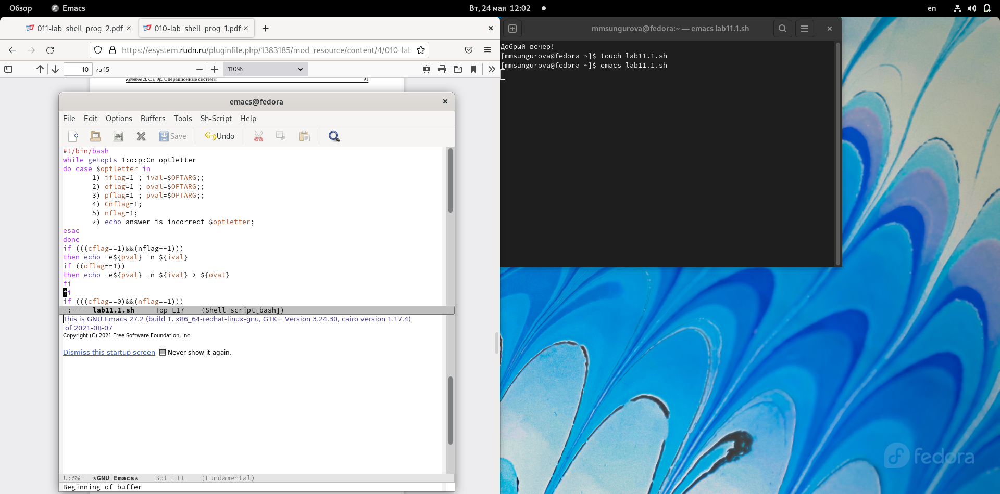 Обзор Emacs Вт, 24 мая 12:02 en
011-lab_shell_prog_2.pdf 010-lab_shell_prog_1.pdf
https://esystem.rudn.ru/pluginfile.php/1383185/mod_resource/content/4/010-lab
10 из 15 110%
Кулябов Д. С. и др. Операционные системы 91
emacs@fedora
File Edit Options Buffers Tools Sh-Script Help
Save Undo
#!/bin/bash
while getopts 1:o:p:Cn optletter
do case $optletter in
1) iflag=1 ; ival=$OPTARG;;
2) oflag=1 ; oval=$OPTARG;;
3) pflag=1 ; pval=$OPTARG;;
4) Cnflag=1;
5) nflag=1;
*) echo answer is incorrect $optletter;
esac
done
if (((cflag==1)&&(nflag--1)))
then echo -e${pval} -n ${ival}
if ((oflag==1))
then echo -e${pval} -n ${ival} > ${oval}
fi
fi
if (((cflag==0)&&(nflag==1)))
-:--- lab11.1.sh Top L17 (Shell-script[bash])
This is GNU Emacs 27.2 (build 1, x86_64-redhat-linux-gnu, GTK+ Version 3.24.30, cairo version 1.17.4)
of 2021-08-07
Copyright (C) 2021 Free Software Foundation, Inc.
Dismiss this startup screen Never show it again.
U:%%- *GNU Emacs* Bot L11 (Fundamental)
Beginning of buffer
mmsungurova@fedora:~ — emacs lab11.1.sh
Добрый вечер!
[mmsungurova@fedora ~]$ touch lab11.1.sh
[mmsungurova@fedora ~]$ emacs lab11.1.sh
fedora